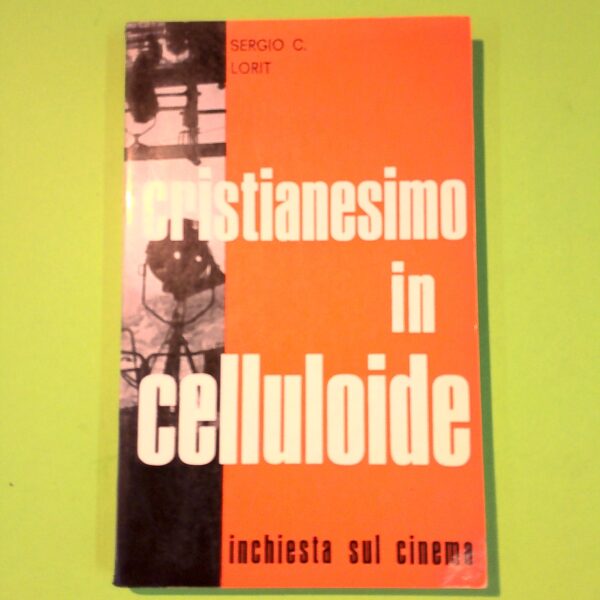 SERGIO C.
LORIT
cristianesimo
in
celluloide
inchiesta sul cinema